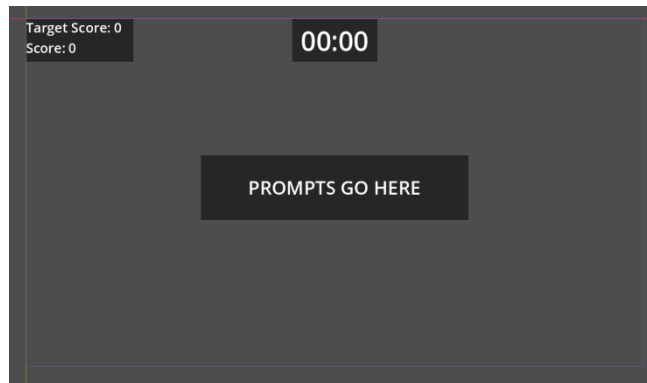 Target Score: 0
Score: 0
00:00
PROMPTS GO HERE